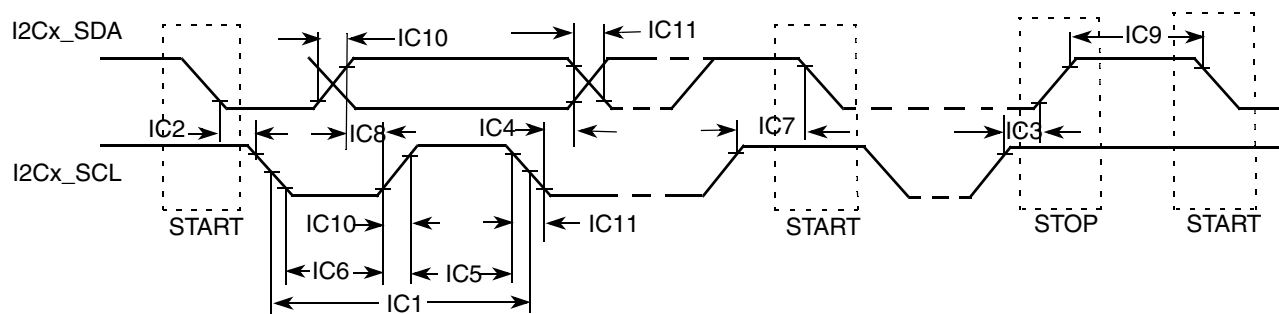 I2Cx_SDA
IC10
IC11
IC9
IC2
IC8
IC4
IC7
IC3
I2Cx_SCL
START
IC10
IC11
START
STOP
START
IC6
IC5
IC1